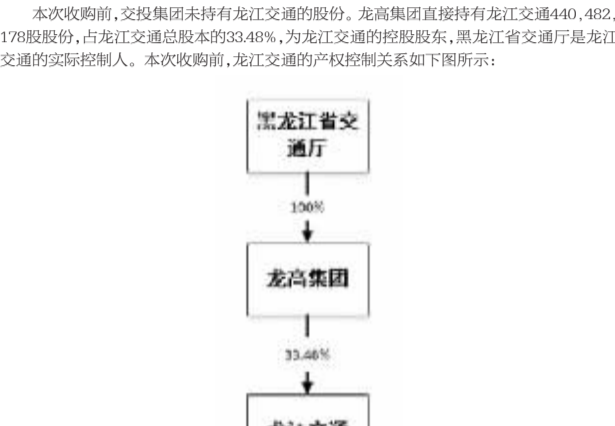 本次收购前,交投集团未持有龙江交通的股份。龙高集团直接持有龙江交通440,482,
178股股份,占龙江交通总股本的33.48%,为龙江交通的控股股东,黑龙江省交通厅是龙江
交通的实际控制人。本次收购前,龙江交通的产权控制关系如下图所示:
黑龙江省交
通厅
100%
龙高集团
33.48%
龙江交通